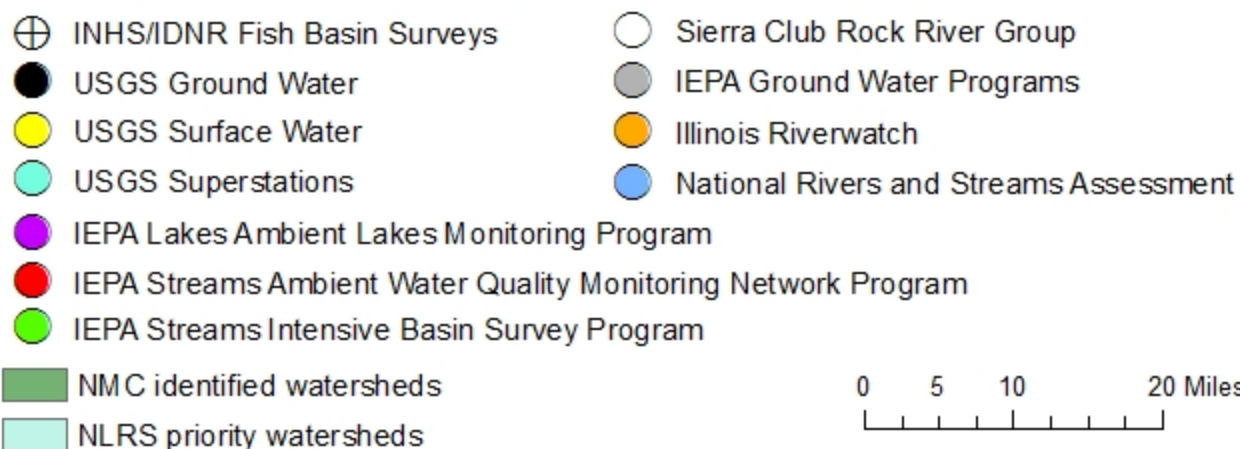 INHS/IDNR Fish Basin Surveys
USGS Ground Water
USGS Surface Water
USGS Superstations
IEPA Lakes Ambient Lakes Monitoring Program
IEPA Streams Ambient Water Quality Monitoring Network Program
IEPA Streams Intensive Basin Survey Program
Sierra Club Rock River Group
IEPA Ground Water Programs
Illinois Riverwatch
National Rivers and Streams Assessment
NMC identified watersheds
NLRS priority watersheds
0 5 10 20 Miles